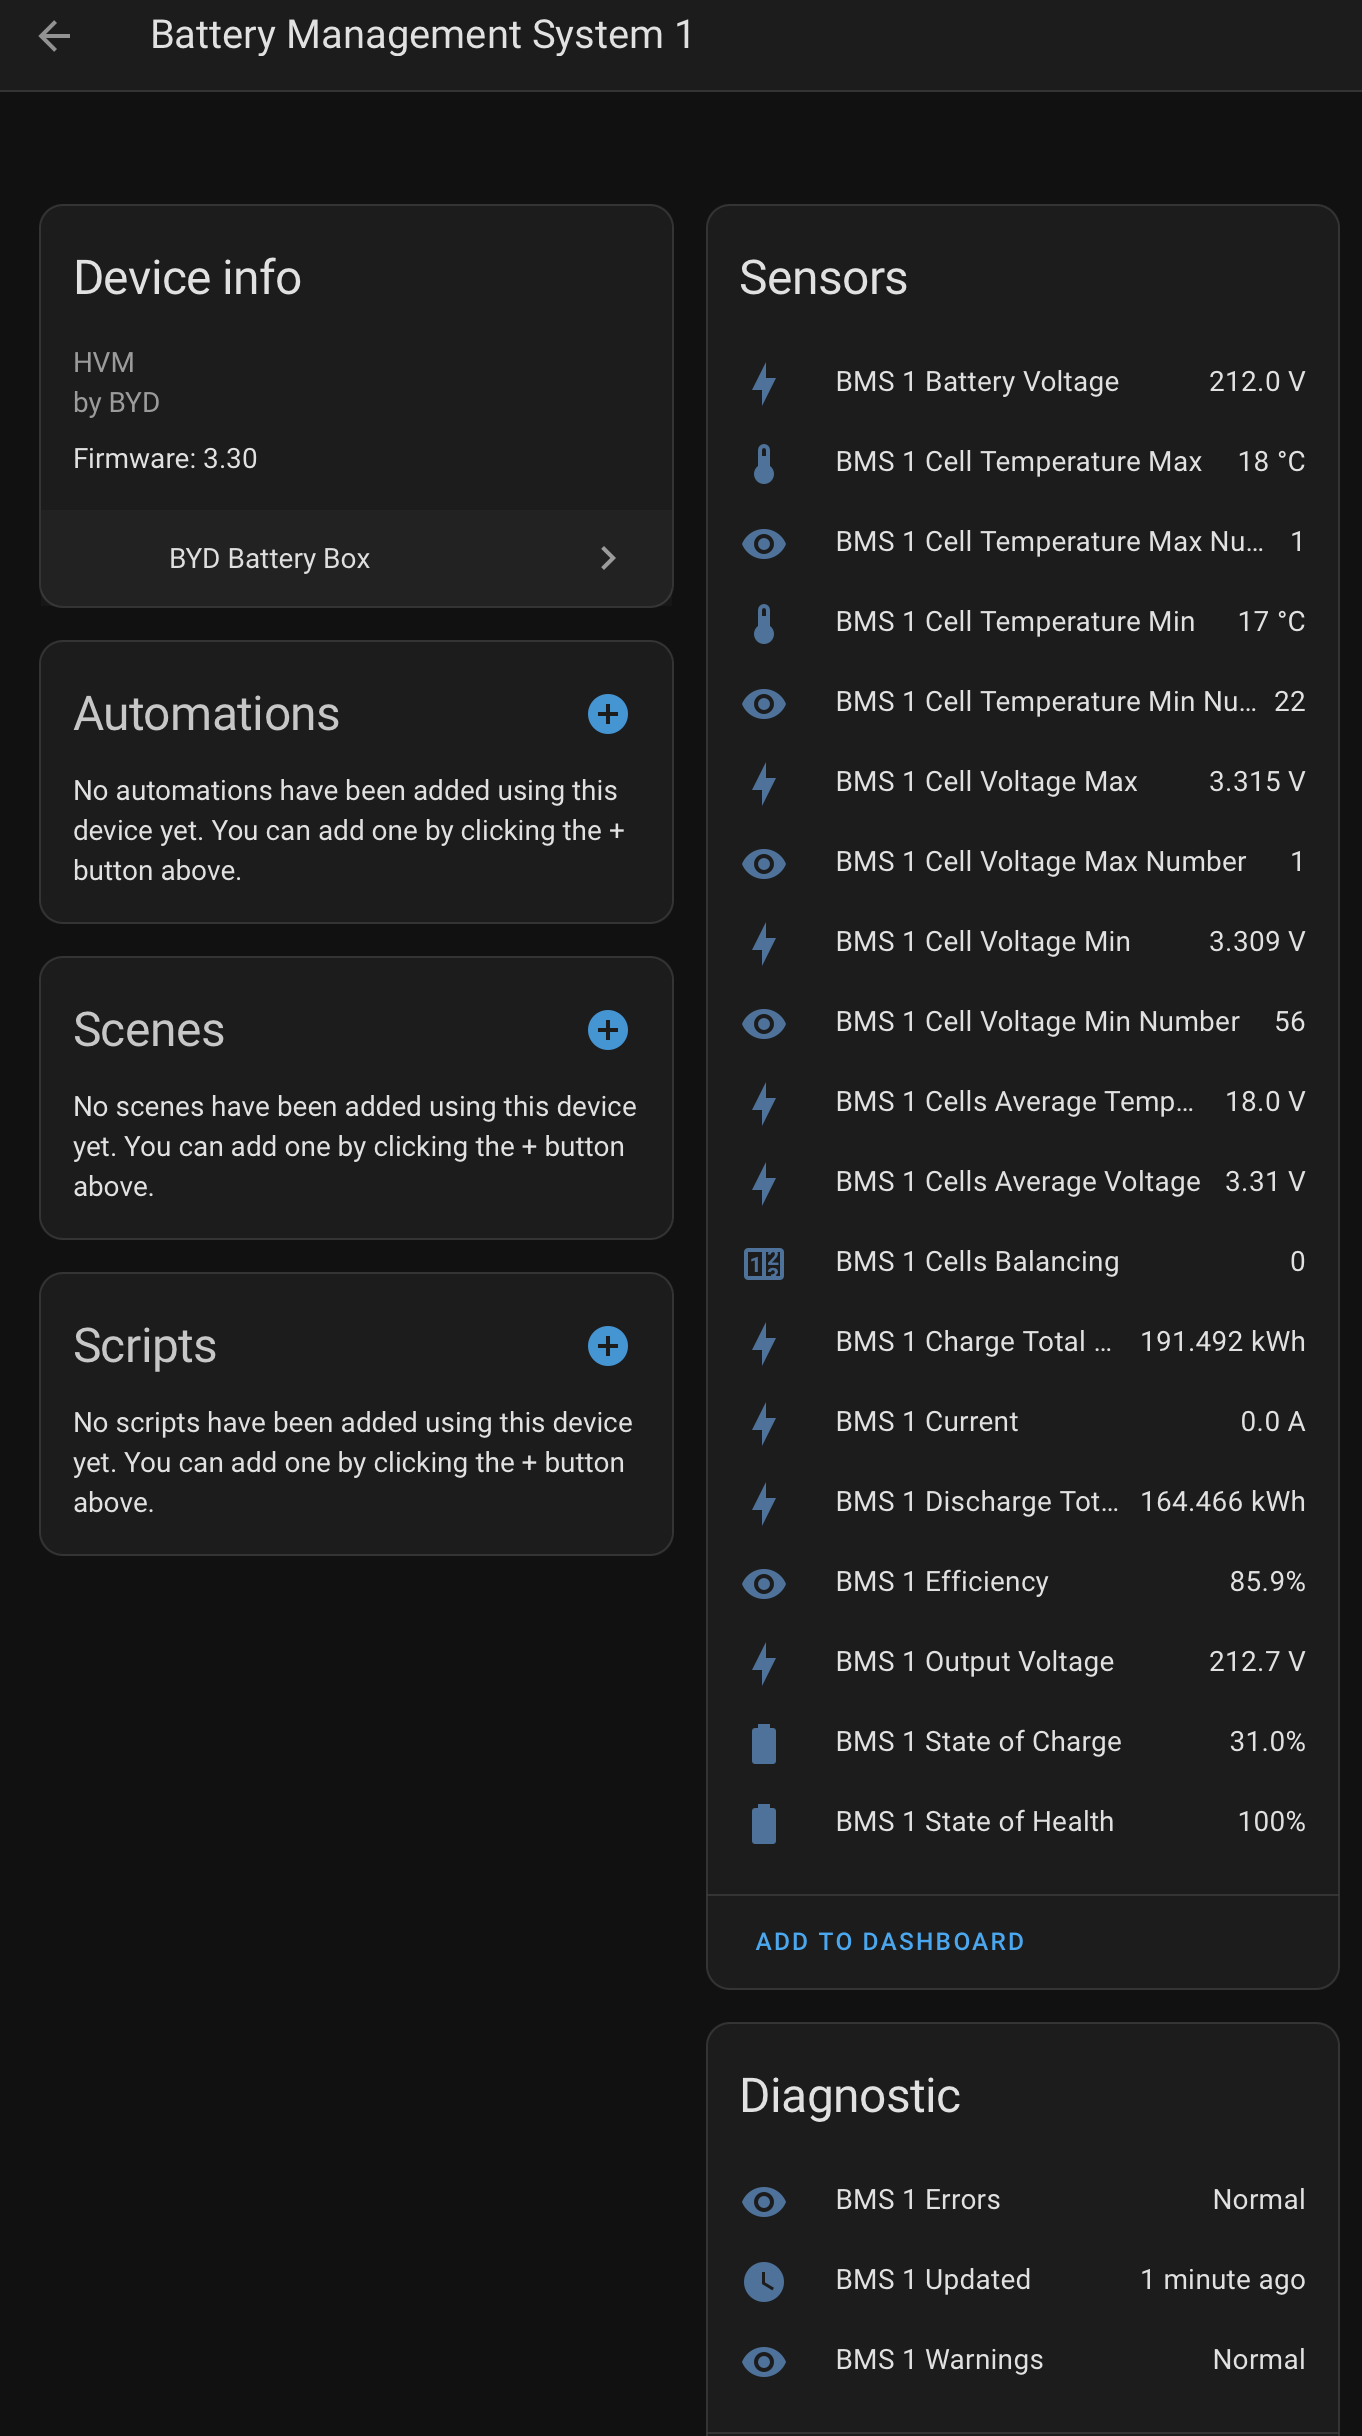 Battery Management System 1
Device info
HVM
by BYD
Firmware: 3.30
BYD Battery Box
Automations
No automations have been added using this
device yet. You can add one by clicking the +
button above.
Scenes
No scenes have been added using this device
yet. You can add one by clicking the + button
above.
Scripts
No scripts have been added using this device
yet. You can add one by clicking the + button
above.
Sensors
BMS 1 Battery Voltage 212.0 V
BMS 1 Cell Temperature Max 18 °C
BMS 1 Cell Temperature Max Nu... 1
BMS 1 Cell Temperature Min 17 °C
BMS 1 Cell Temperature Min Nu... 22
BMS 1 Cell Voltage Max 3.315 V
BMS 1 Cell Voltage Max Number 1
BMS 1 Cell Voltage Min 3.309 V
BMS 1 Cell Voltage Min Number 56
BMS 1 Cells Average Temp... 18.0 V
BMS 1 Cells Average Voltage 3.31 V
BMS 1 Cells Balancing 0
BMS 1 Charge Total ... 191.492 kWh
BMS 1 Current 0.0 A
BMS 1 Discharge Tot... 164.466 kWh
BMS 1 Efficiency 85.9%
BMS 1 Output Voltage 212.7 V
BMS 1 State of Charge 31.0%
BMS 1 State of Health 100%
ADD TO DASHBOARD
Diagnostic
BMS 1 Errors Normal
BMS 1 Updated 1 minute ago
BMS 1 Warnings Normal